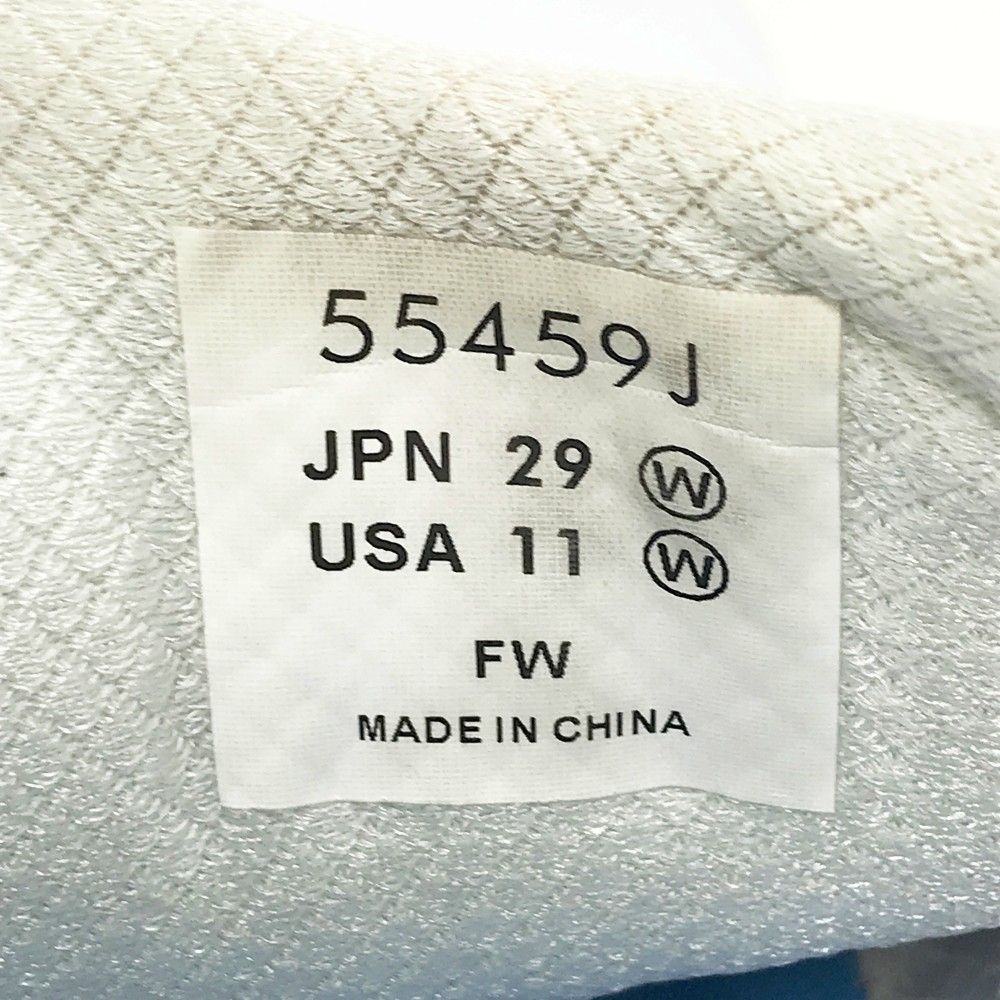 55459J
JPN 29 Ⓦ
USA 11 Ⓦ
FW
MADE IN CHINA